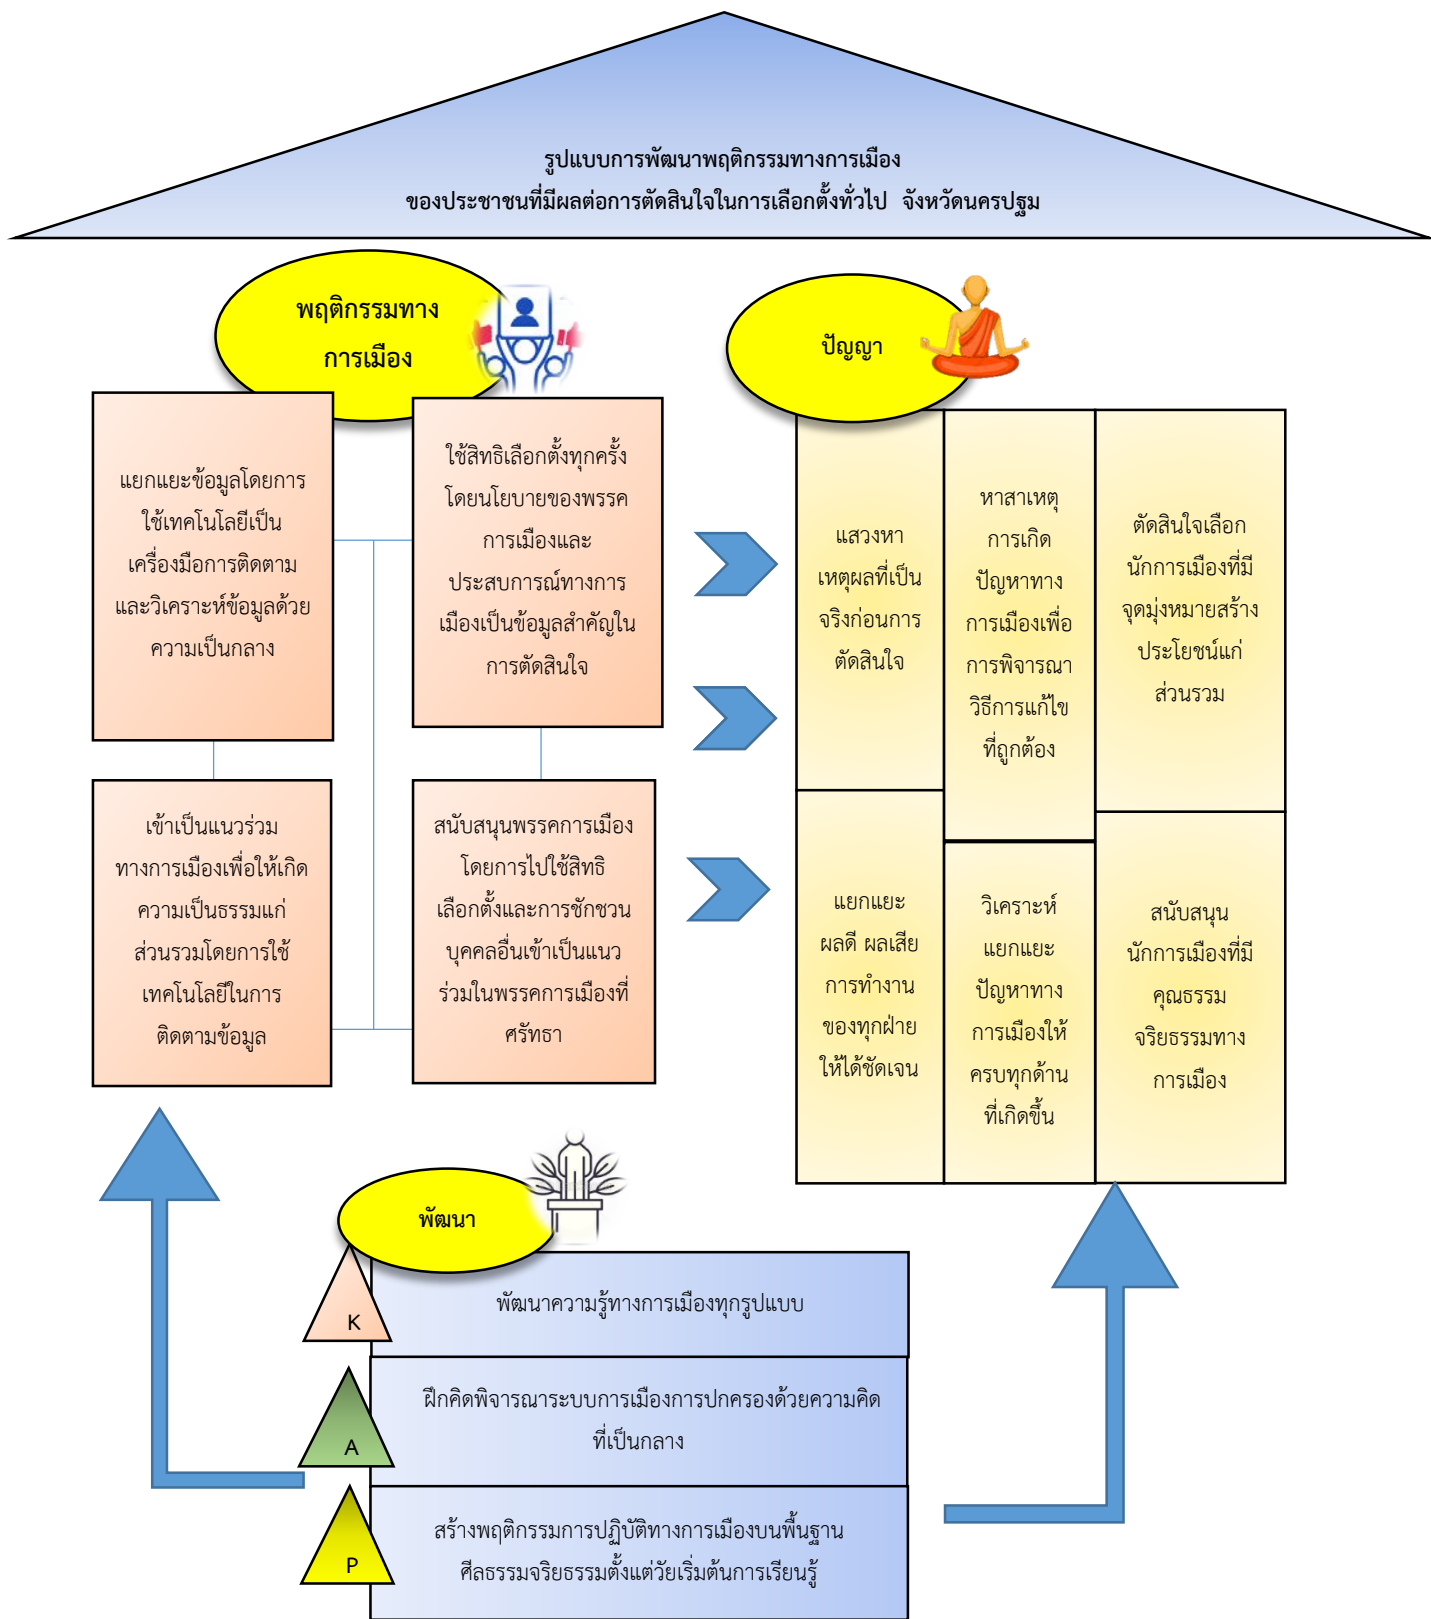 รูปแบบการพัฒนาพฤติกรรมทางการเมือง
ของประชาชนที่มีผลต่อการตัดสินใจในการเลือกตั้งทั่วไป จังหวัดนครปฐม
พฤติกรรมทาง
การเมือง
แยกแยะข้อมูลโดยการ
ใช้เทคโนโลยีเป็น
เครื่องมือการติดตาม
และวิเคราะห์ข้อมูลด้วย
ความเป็นกลาง
ใช้สิทธิเลือกตั้งทุกครั้ง
โดยนโยบายของพรรค
การเมืองและ
ประสบการณ์ทางการ
เมืองเป็นข้อมูลสำคัญใน
การตัดสินใจ
เข้าเป็นแนวร่วม
ทางการเมืองเพื่อให้เกิด
ความเป็นธรรมแก่
ส่วนรวมโดยการใช้
เทคโนโลยีในการ
ติดตามข้อมูล
สนับสนุนพรรคการเมือง
โดยการไปใช้สิทธิ
เลือกตั้งและการชักชวน
บุคคลอื่นเข้าเป็นแนว
ร่วมในพรรคการเมืองที่
ศรัทธา
ปัญญา
แสวงหา
เหตุผลที่เป็น
จริงก่อนการ
ตัดสินใจ
หาสาเหตุ
การเกิด
ปัญหาทาง
การเมืองเพื่อ
การพิจารณา
วิธีการแก้ไข
ที่ถูกต้อง
ตัดสินใจเลือก
นักการเมืองที่มี
จุดมุ่งหมายสร้าง
ประโยชน์แก่
ส่วนรวม
แยกแยะ
ผลดี ผลเสีย
การทำงาน
ของทุกฝ่าย
ให้ได้ชัดเจน
วิเคราะห์
แยกแยะ
ปัญหาทาง
การเมืองให้
ครบทุกด้าน
ที่เกิดขึ้น
สนับสนุน
นักการเมืองที่มี
คุณธรรม
จริยธรรมทาง
การเมือง
พัฒนา
K
พัฒนาความรู้ทางการเมืองทุกรูปแบบ
A
ฝึกคิดพิจารณาระบบการเมืองการปกครองด้วยความคิด
ที่เป็นกลาง
P
สร้างพฤติกรรมการปฏิบัติทางการเมืองบนพื้นฐาน
ศีลธรรมจริยธรรมตั้งแต่วัยเริ่มต้นการเรียนรู้